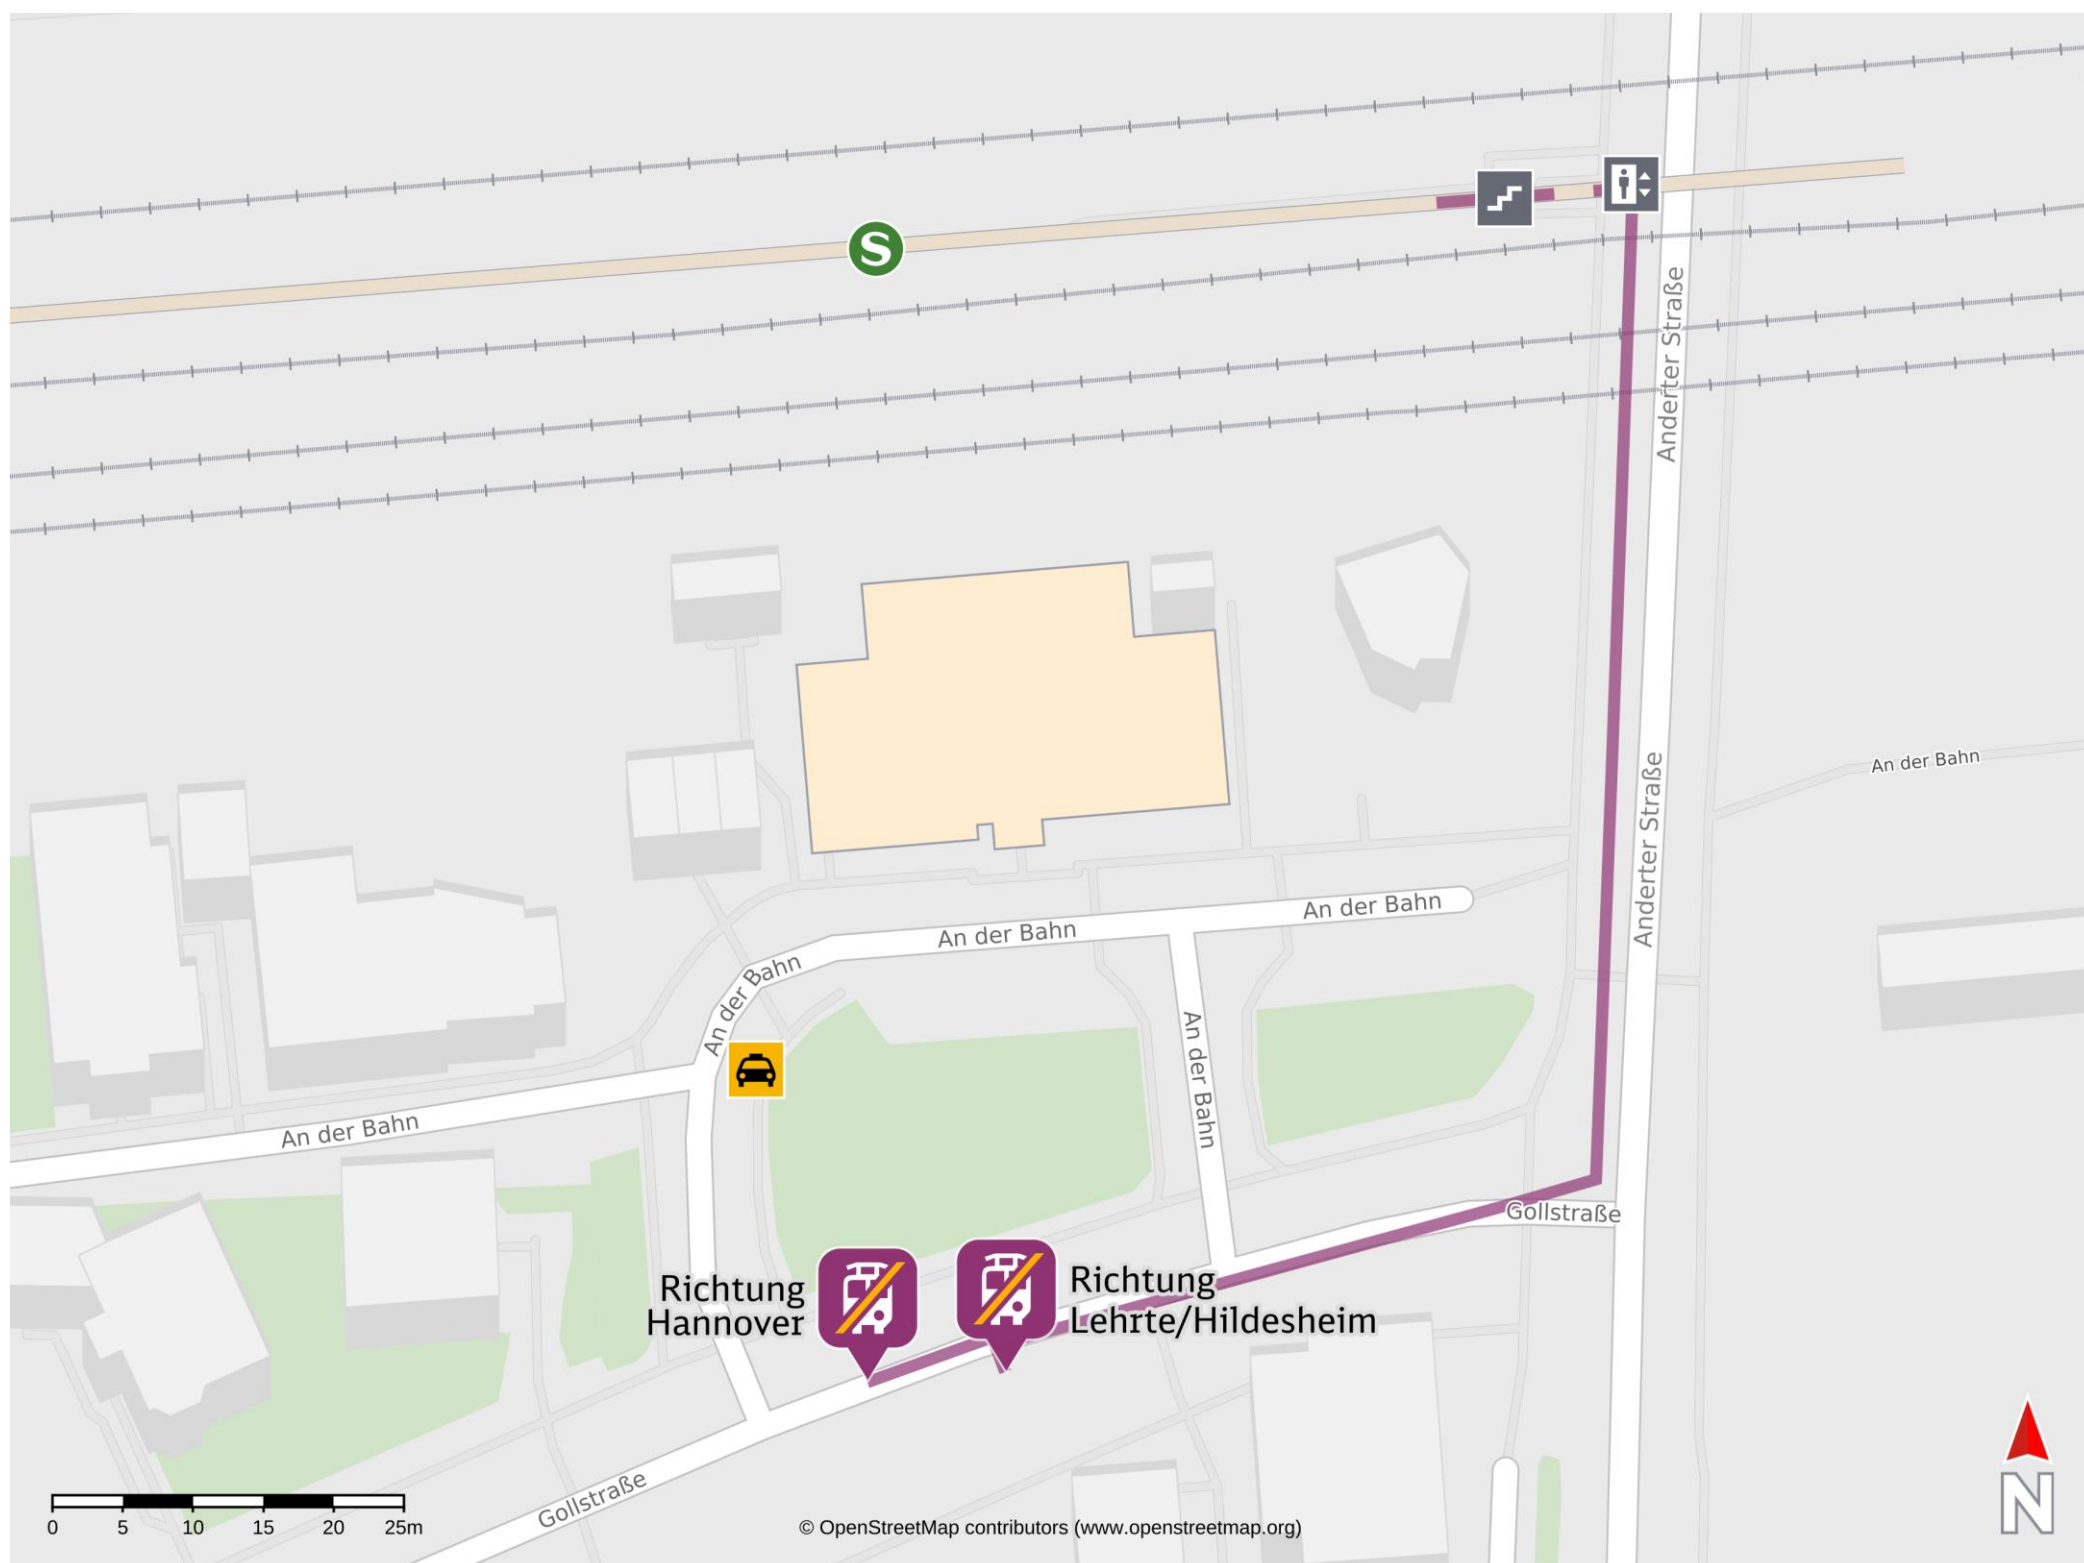 S
Anderter Straße
Anderter Straße
An der Bahn
An der Bahn
An der Bahn
An der Bahn
An der Bahn
An der Bahn
Gollstraße
Richtung
Hannover
Richtung
Lehrte/Hildesheim
Gollstraße
0 5 10 15 20 25m
© OpenStreetMap contributors (www.openstreetmap.org)
N